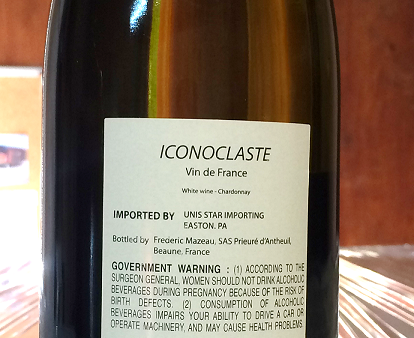 ICONOCLASTE
Vin de France
White wine - Chardonnay
IMPORTED BY UNIS STAR IMPORTING
EASTON, PA
Bottled by Frederic Mazeau, SAS Prieuré d'Antheuil,
Beaune, France
GOVERNMENT WARNING : (1) ACCORDING TO THE
SURGEON GENERAL, WOMEN SHOULD NOT DRINK ALCOHOLIC
BEVERAGES DURING PREGNANCY BECAUSE OF THE RISK OF
BIRTH DEFECTS. (2) CONSUMPTION OF ALCOHOLIC
BEVERAGES IMPAIRS YOUR ABILITY TO DRIVE A CAR OR
OPERATE MACHINERY, AND MAY CAUSE HEALTH PROBLEMS.